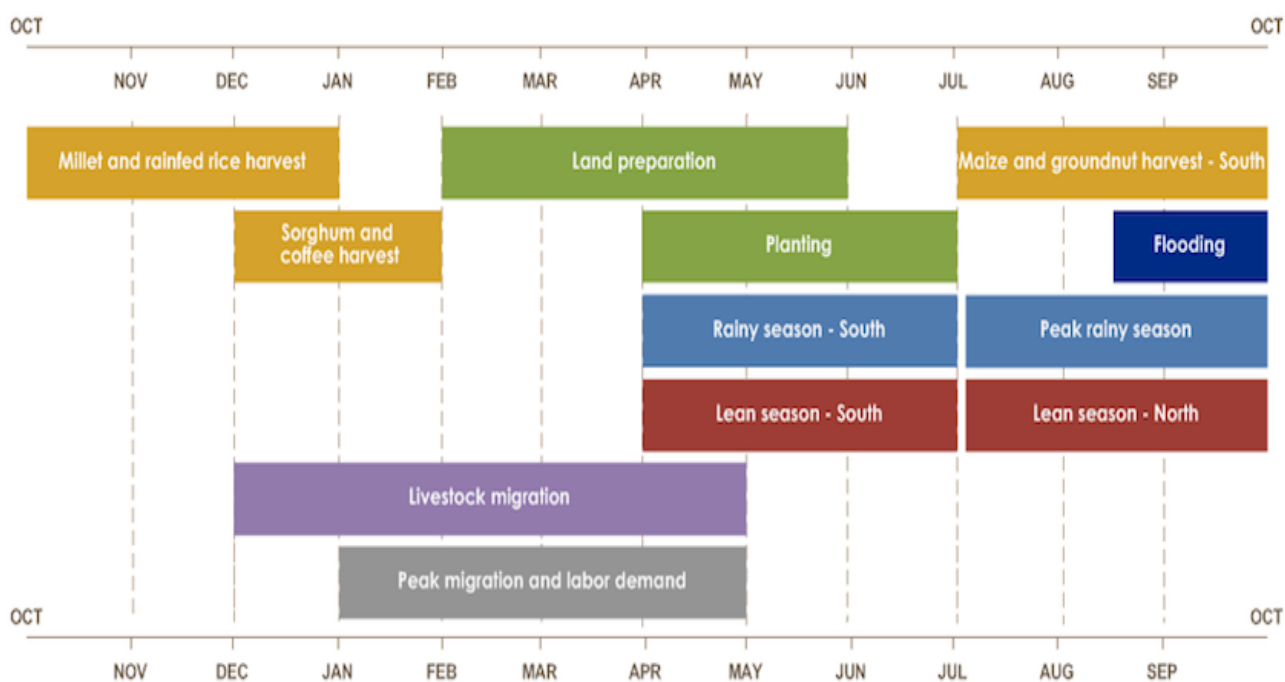 OCT OCT
NOV DEC JAN FEB MAR APR MAY JUN JUL AUG SEP
Millet and rainfed rice harvest
Land preparation
Maize and groundnut harvest - South
Sorghum and
coffee harvest
Planting
Flooding
Rainy season - South
Peak rainy season
Lean season - South
Lean season - North
Livestock migration
Peak migration and labor demand
OCT OCT
NOV DEC JAN FEB MAR APR MAY JUN JUL AUG SEP